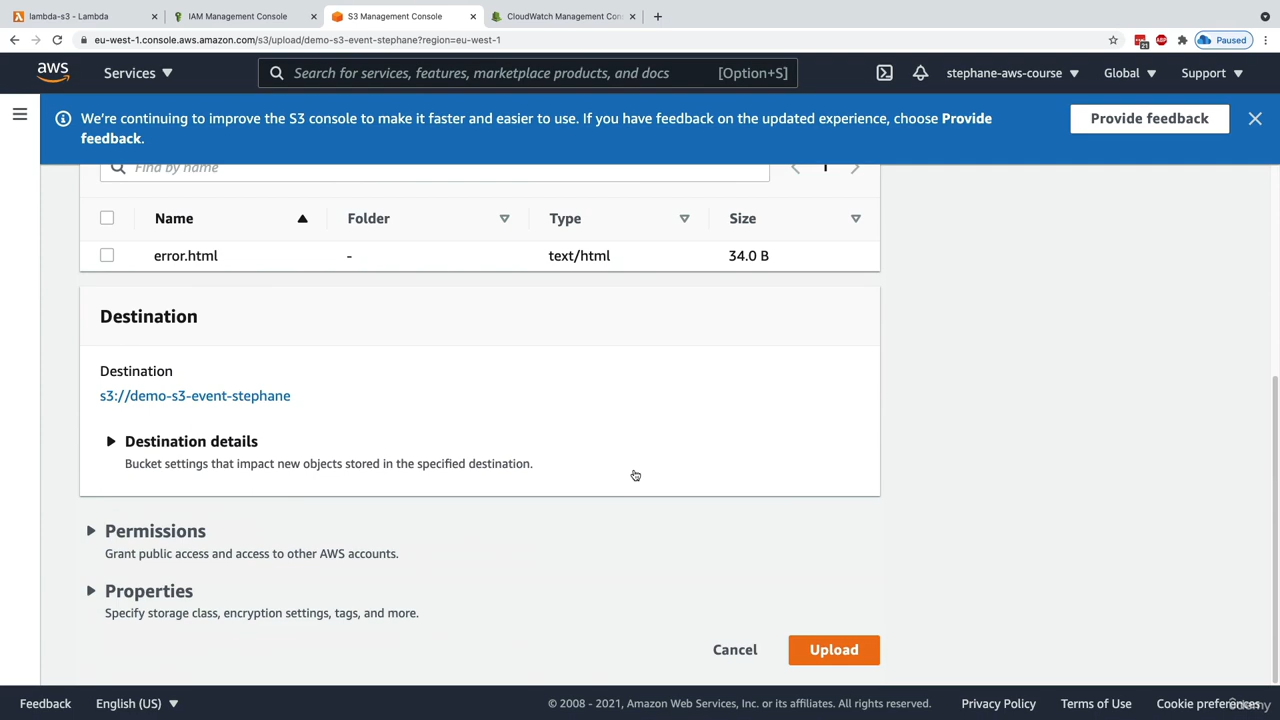 lambda-s3 - Lambda
IAM Management Console
S3 Management Console
CloudWatch Management Con
eu-west-1.console.aws.amazon.com/s3/upload/demo-s3-event-stephane?region=eu-west-1
21
ABP
Paused
aws
Services
Search for services, features, marketplace products, and docs
[Option+S]
stephane-aws-course
Global
Support
We're continuing to improve the S3 console to make it faster and easier to use. If you have feedback on the updated experience, choose Provide
feedback.
Provide feedback
Find by name
1
Name
Folder
Type
Size
error.html
-
text/html
34.0 B
Destination
Destination
s3://demo-s3-event-stephane
Destination details
Bucket settings that impact new objects stored in the specified destination.
Permissions
Grant public access and access to other AWS accounts.
Properties
Specify storage class, encryption settings, tags, and more.
Cancel
Upload
Feedback
English (US)
© 2008 - 2021, Amazon Web Services, Inc. or its affiliates. All rights reserved.
Privacy Policy
Terms of Use
Cookie preferences
Udemy